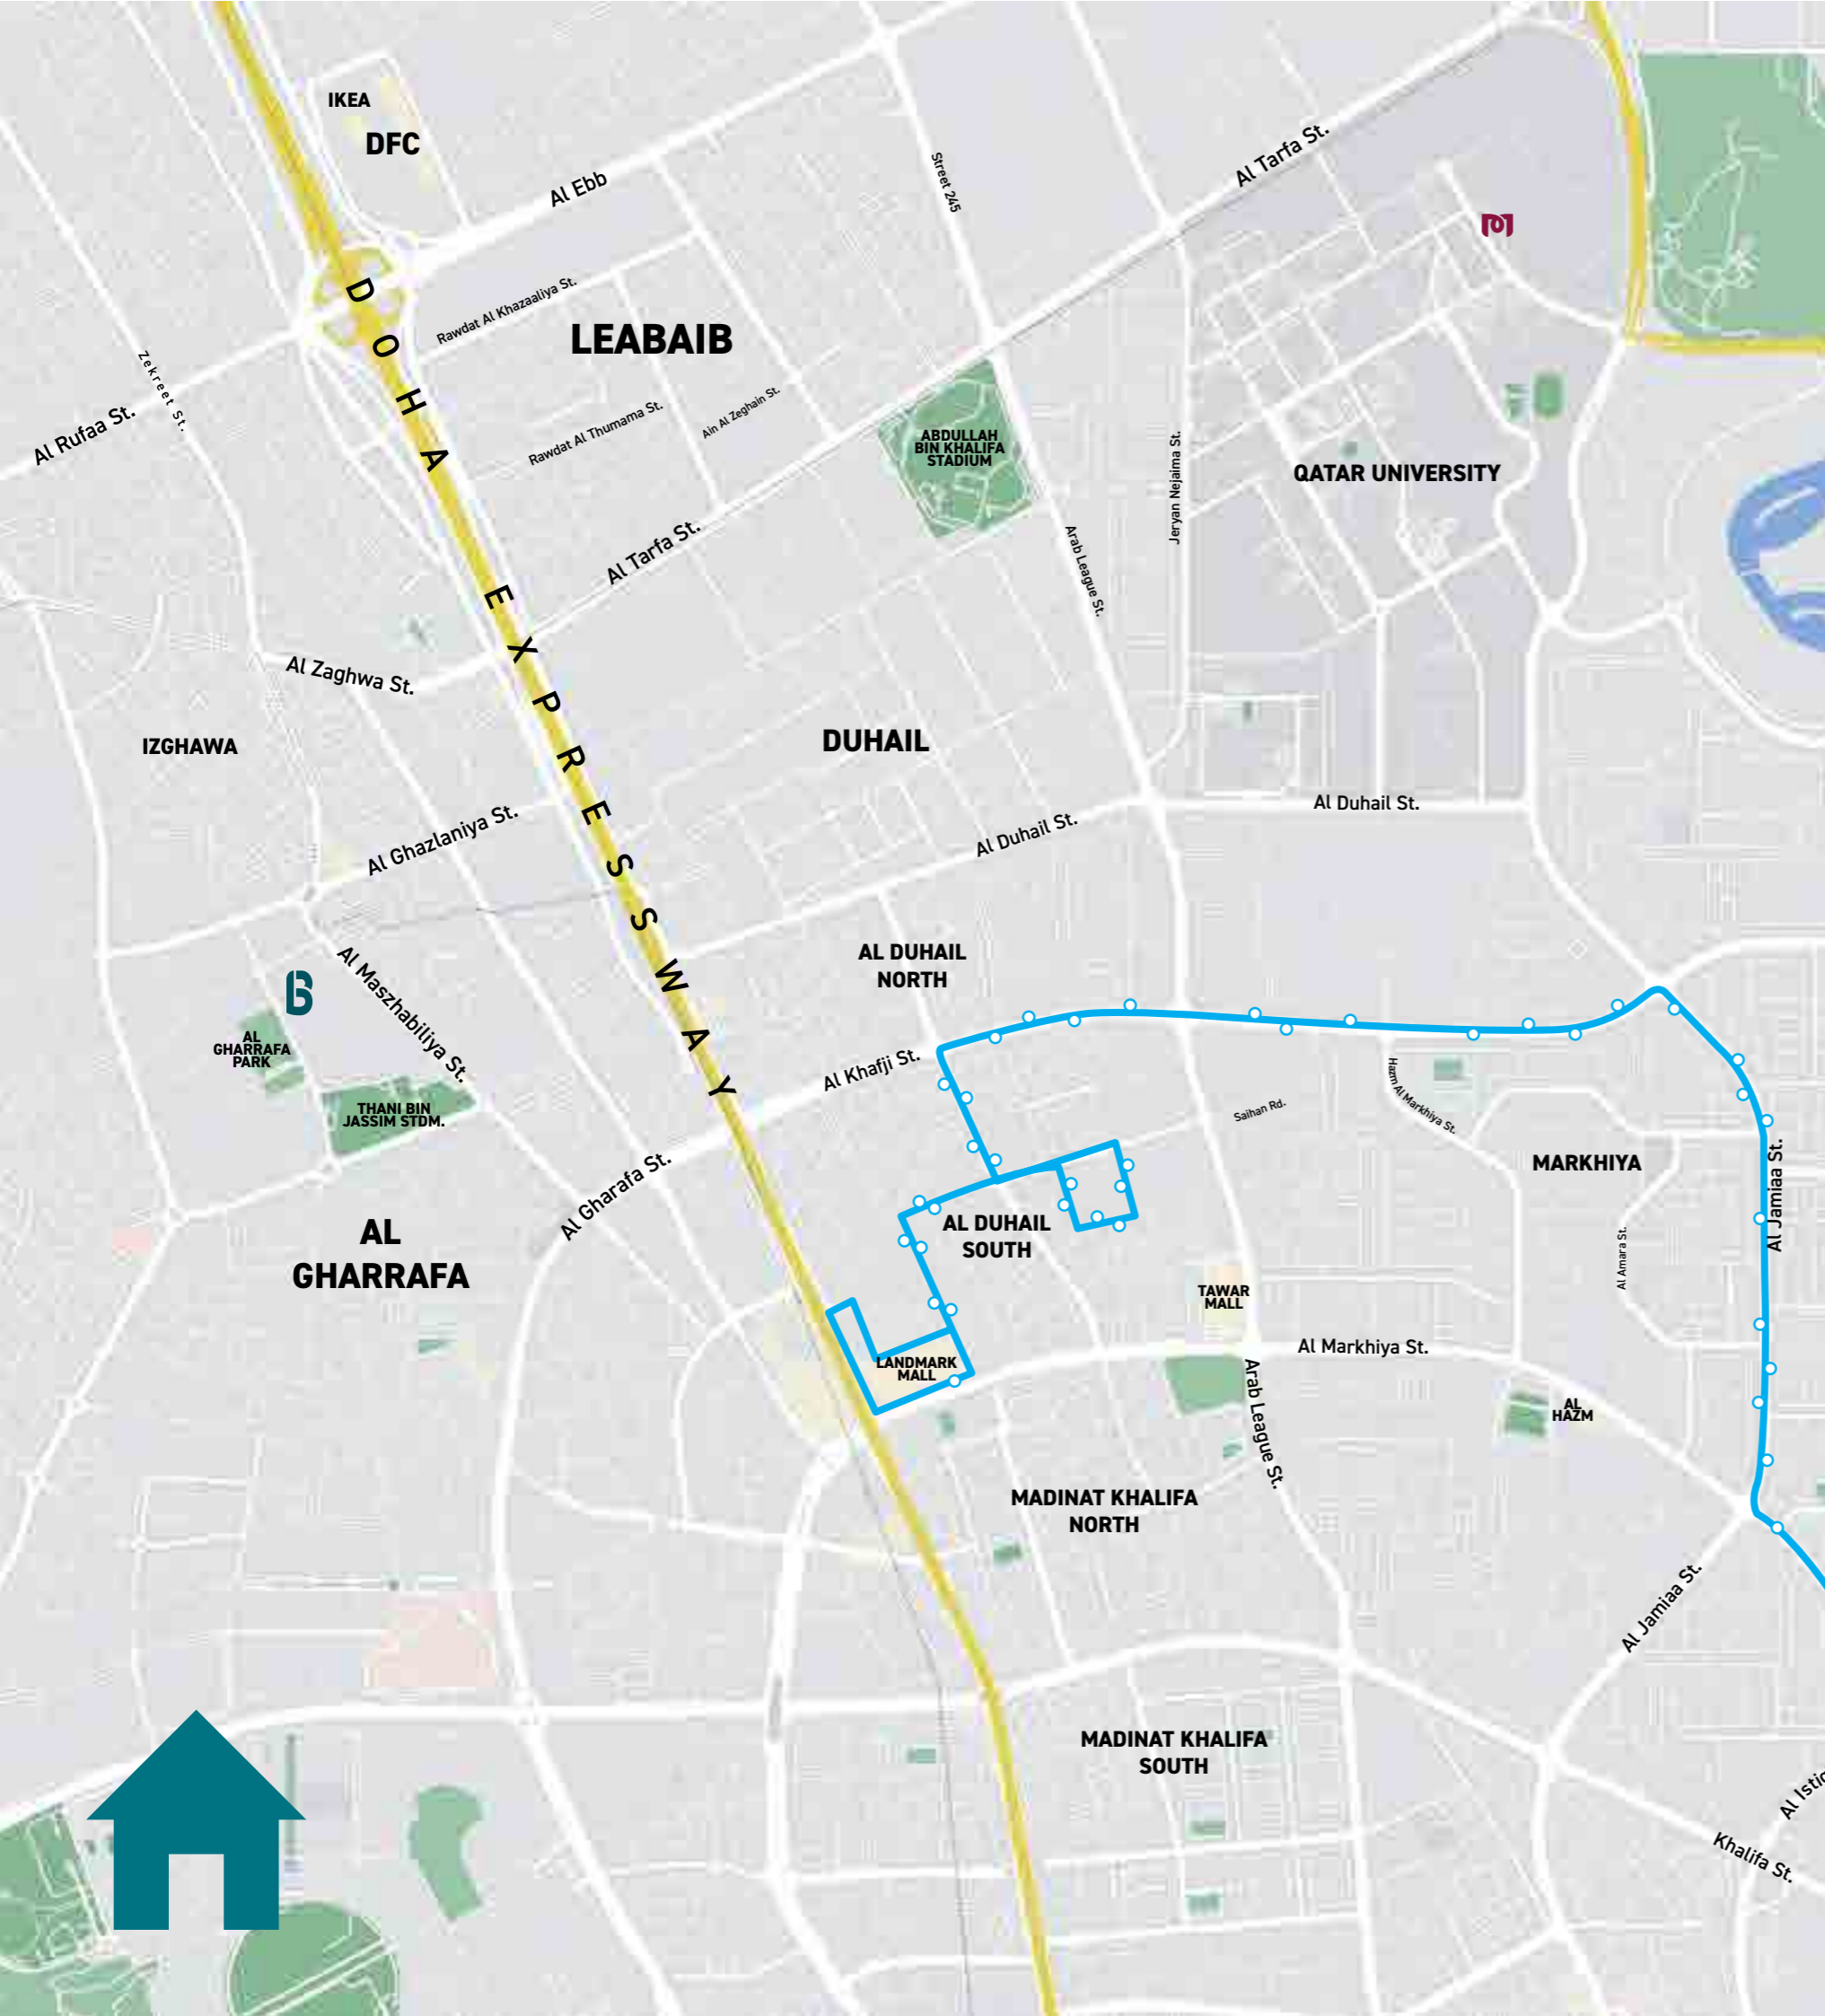 IKEA
DFC
Al Ebb
Street 245
Al Tarfa St.
DOHA EXPRESSWAY
Rawdat Al Khazaaliya St.
LEABAIB
Zekreet St.
Al Rufaa St.
Rawdat Al Thumama St.
Ain Al Zeghain St.
ABDULLAH
BIN KHALIFA
STADIUM
Jeryan Nejaima St.
QATAR UNIVERSITY
Al Tarfa St.
Arab League St.
Al Zaghwa St.
IZGHAWA
DUHAIL
Al Ghazlaniya St.
Al Duhail St.
Al Duhail St.
AL DUHAIL
NORTH
Al Maszhabiliya St.
AL
GHARRAFA
PARK
THANI BIN
JASSIM STDM.
Al Khafji St.
Saihan Rd.
Hazm Al Markhiya St.
MARKHIYA
Al Jamiaa St.
Al Gharafa St.
AL DUHAIL
SOUTH
AL
GHARRAFA
Al Amara St.
TAWAR
MALL
Al Markhiya St.
LANDMARK
MALL
Arab League St.
AL
HAZM
MADINAT KHALIFA
NORTH
Al Jamiaa St.
MADINAT KHALIFA
SOUTH
Al Istiq
Khalifa St.